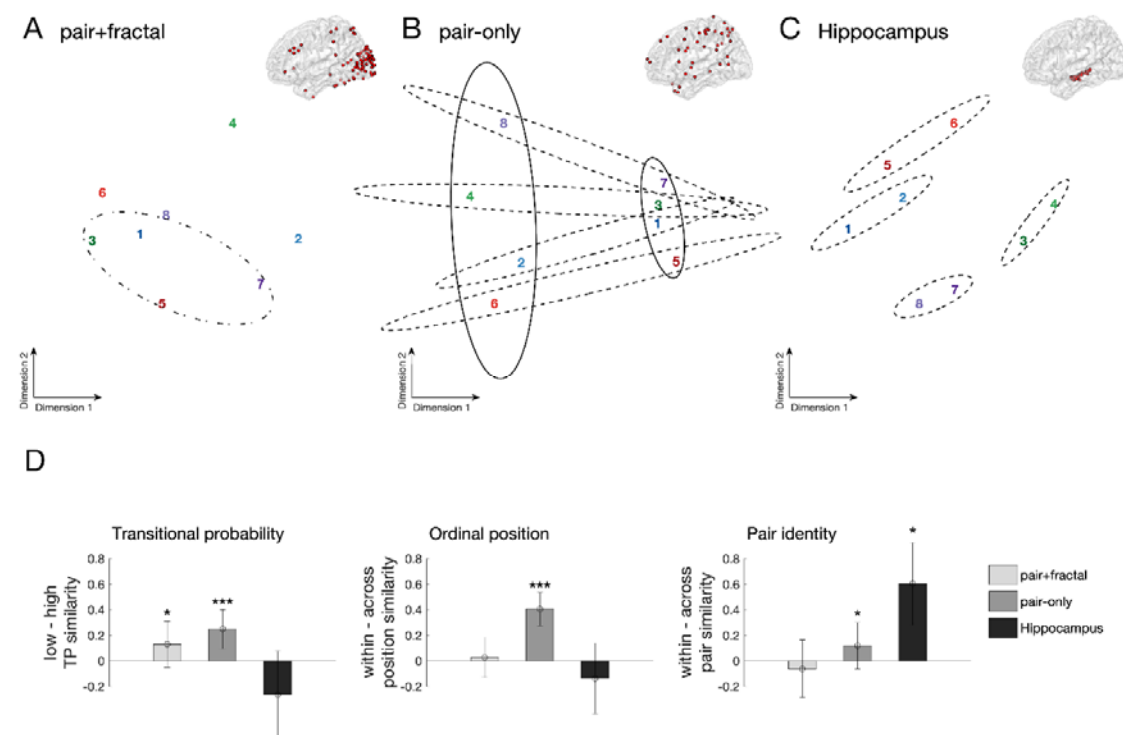 A pair+fractal
B pair-only
C Hippocampus
4
6
8
3
1
2
7
5
Dimension 2
Dimension 1
8
7
4
3
1
2
5
6
Dimension 2
Dimension 1
6
5
2
1
4
3
7
8
Dimension 2
Dimension 1
D
Transitional probability
low - high
TP similarity
0.8
0.6
0.4
0.2
0
-0.2
*
***
Ordinal position
within - across
position similarity
0.8
0.6
0.4
0.2
0
-0.2
***
Pair identity
within - across
pair similarity
0.8
0.6
0.4
0.2
0
-0.2
*
*
pair+fractal
pair-only
Hippocampus